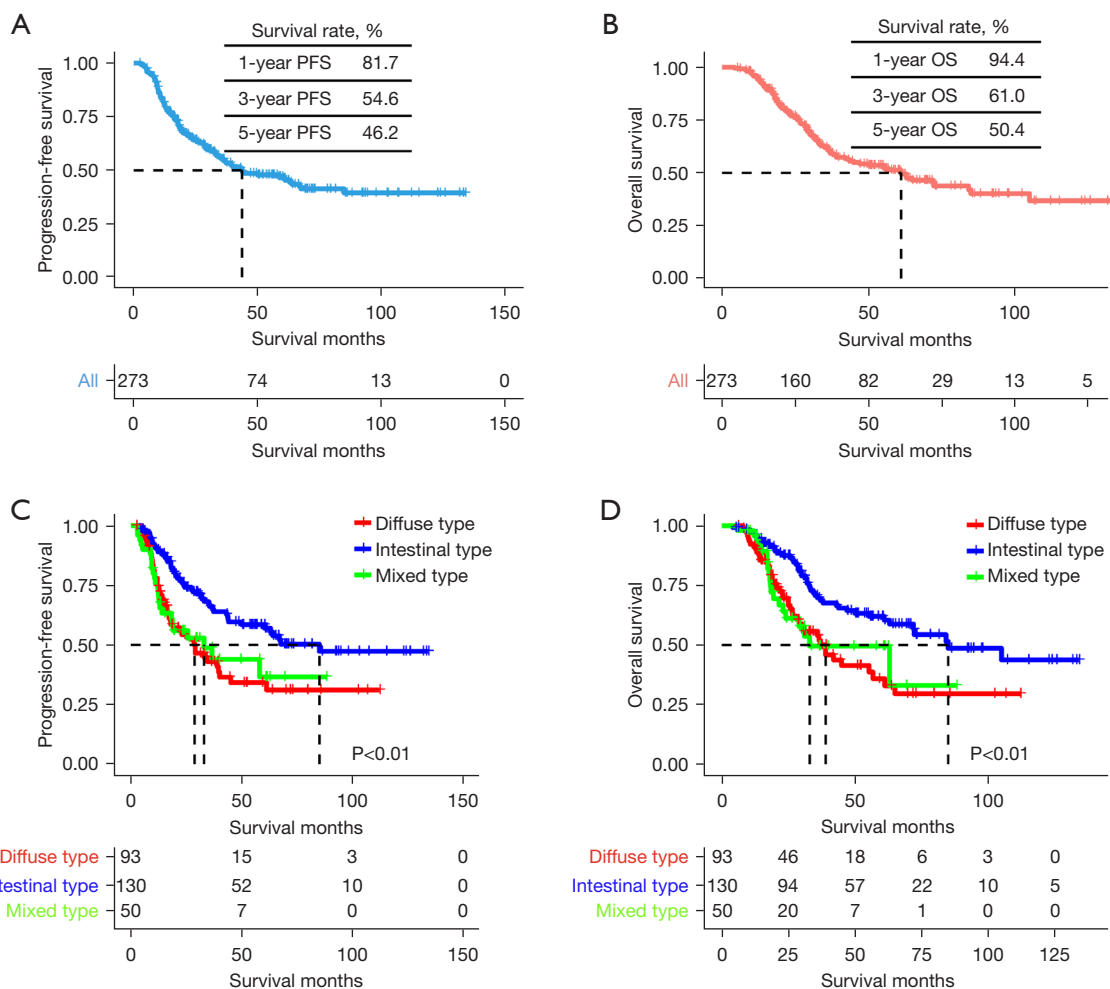 A
Survival rate, %
1-year PFS 81.7
3-year PFS 54.6
5-year PFS 46.2
Progression-free survival
1.00
0.75
0.50
0.25
0.00
0 50 100 150
Survival months
All 273 74 13 0
0 50 100 150
Survival months
B
Survival rate, %
1-year OS 94.4
3-year OS 61.0
5-year OS 50.4
Overall survival
1.00
0.75
0.50
0.25
0.00
0 50 100
Survival months
All 273 160 82 29 13 5
0 50 100
Survival months
C
Diffuse type
Intestinal type
Mixed type
Progression-free survival
1.00
0.75
0.50
0.25
0.00
P<0.01
0 50 100 150
Survival months
Diffuse type 93 15 3 0
testinal type 130 52 10 0
Mixed type 50 7 0 0
0 50 100 150
Survival months
D
Diffuse type
Intestinal type
Mixed type
Overall survival
1.00
0.75
0.50
0.25
0.00
P<0.01
0 50 100
Survival months
Diffuse type 93 46 18 6 3 0
Intestinal type 130 94 57 22 10 5
Mixed type 50 20 7 1 0 0
0 25 50 75 100 125
Survival months